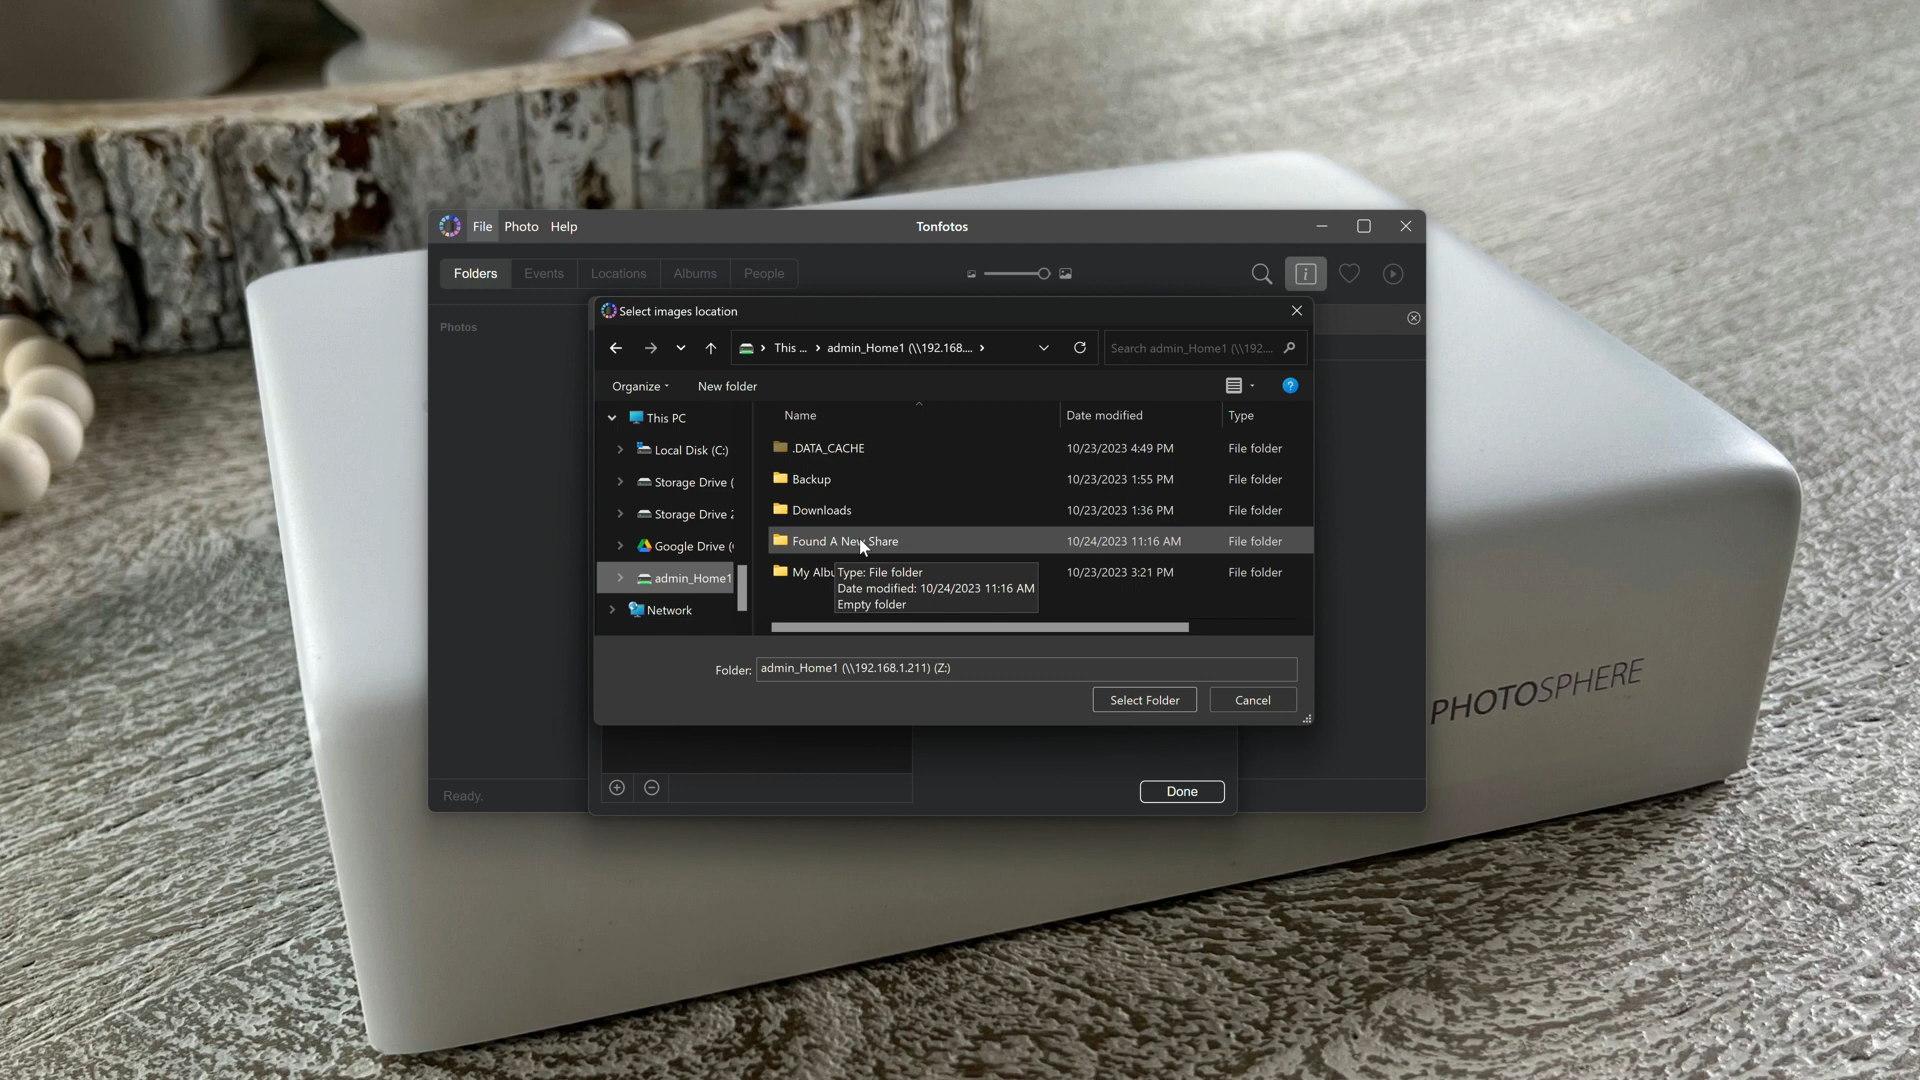 File Photo Help
Tonfotos
Folders Events Locations Albums People
Photos
Select images location
This ... admin_Home1 (\\192.168....
Search admin_Home1 (\\192....
Organize
New folder
This PC
Local Disk (C:)
Storage Drive (
Storage Drive 2
Google Drive (
admin_Home1
Network
Name Date modified Type
.DATA_CACHE 10/23/2023 4:49 PM File folder
Backup 10/23/2023 1:55 PM File folder
Downloads 10/23/2023 1:36 PM File folder
Found A New Share 10/24/2023 11:16 AM File folder
My Albu 10/23/2023 3:21 PM File folder
Type: File folder
Date modified: 10/24/2023 11:16 AM
Empty folder
Folder: admin_Home1 (\\192.168.1.211) (Z:)
Select Folder
Cancel
Done
Ready.
PHOTOSPHERE